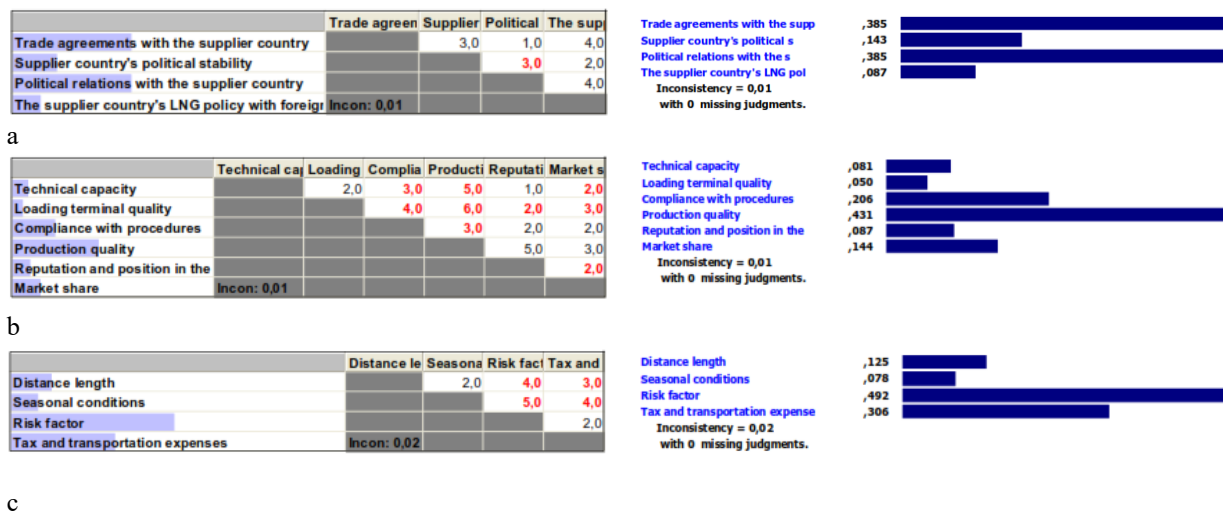 Trade agreen Supplier Political The supp
Trade agreements with the supplier country 3,0 1,0 4,0
Supplier country's political stability 3,0 2,0
Political relations with the supplier country 4,0
The supplier country's LNG policy with foreign Incon: 0,01
Trade agreements with the supp ,385
Supplier country's political s ,143
Political relations with the s ,385
The supplier country's LNG pol ,087
Inconsistency = 0,01
with 0 missing judgments.
a
Technical cap Loading Complia Producti Reputati Market s
Technical capacity 2,0 3,0 5,0 1,0 2,0
Loading terminal quality 4,0 6,0 2,0 3,0
Compliance with procedures 3,0 2,0 2,0
Production quality 5,0 3,0
Reputation and position in the 2,0
Market share Incon: 0,01
Technical capacity ,081
Loading terminal quality ,050
Compliance with procedures ,206
Production quality ,431
Reputation and position in the ,087
Market share ,144
Inconsistency = 0,01
with 0 missing judgments.
b
Distance le Seasona Risk fact Tax and
Distance length 2,0 4,0 3,0
Seasonal conditions 5,0 4,0
Risk factor 2,0
Tax and transportation expenses Incon: 0,02
Distance length ,125
Seasonal conditions ,078
Risk factor ,492
Tax and transportation expense ,306
Inconsistency = 0,02
with 0 missing judgments.
c